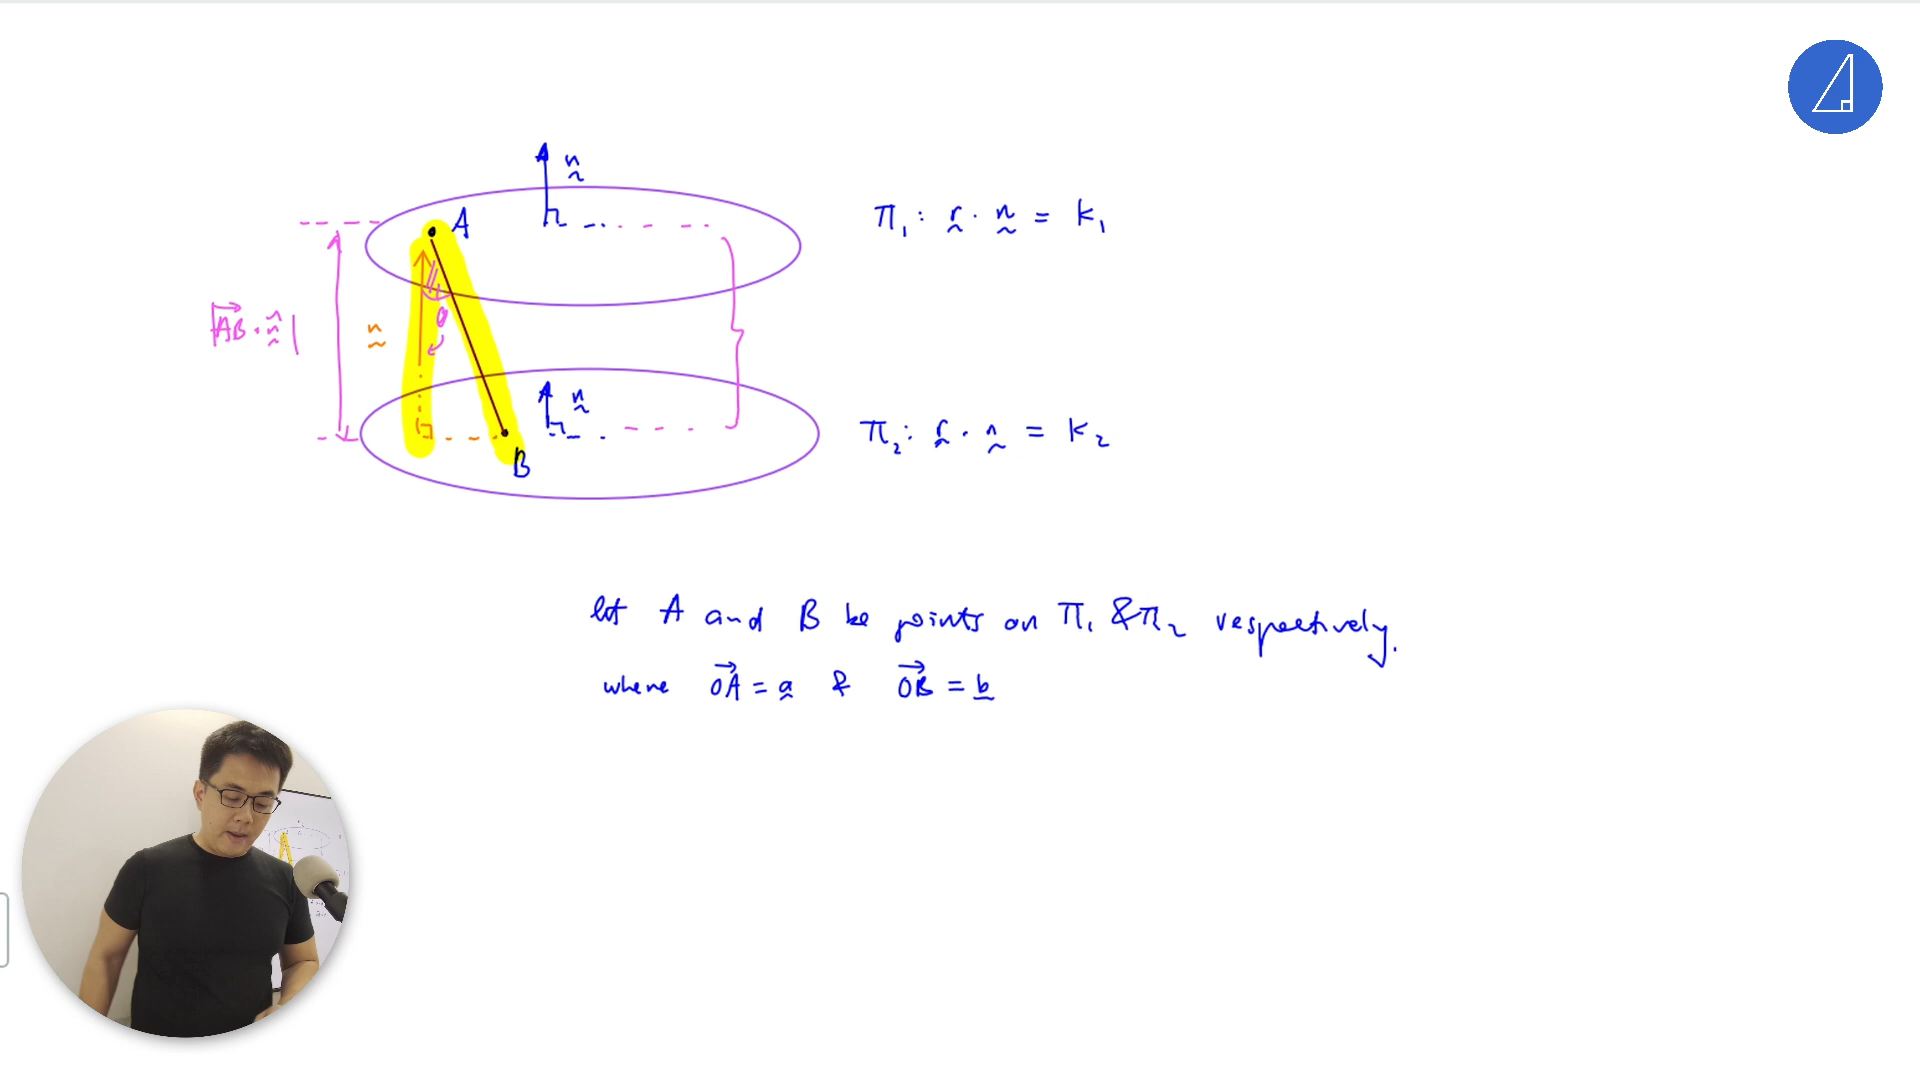 n
A
π₁: r · n = k₁
|AB · n̂|
n
θ
n
π₂: r · n = k₂
B
let A and B be points on π₁ & π₂ respectively.
where OA = a & OB = b